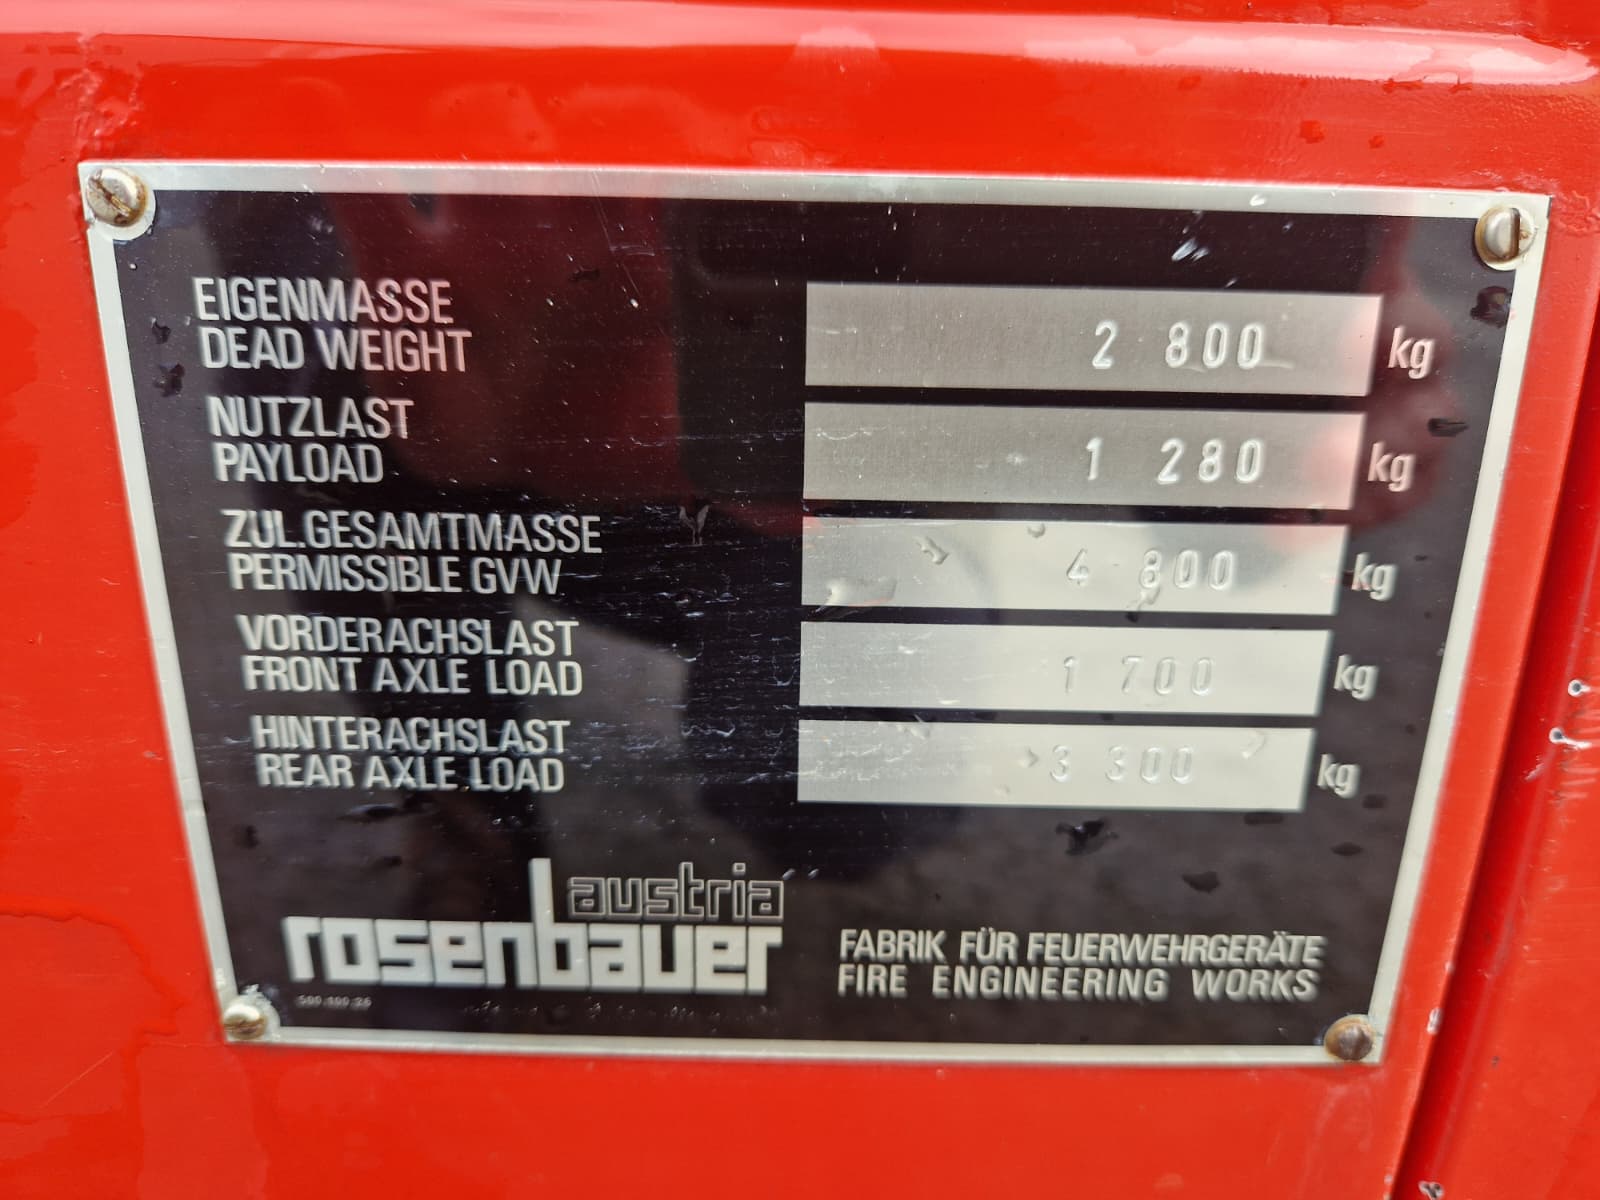 EIGENMASSE
DEAD WEIGHT 2 800 kg
NUTZLAST
PAYLOAD 1 280 kg
ZUL.GESAMTMASSE
PERMISSIBLE GVW 4 800 kg
VORDERACHSLAST
FRONT AXLE LOAD 1 700 kg
HINTERACHSLAST
REAR AXLE LOAD 3 300 kg
austria
rosenbauer
FABRIK FÜR FEUERWEHRGERÄTE
FIRE ENGINEERING WORKS